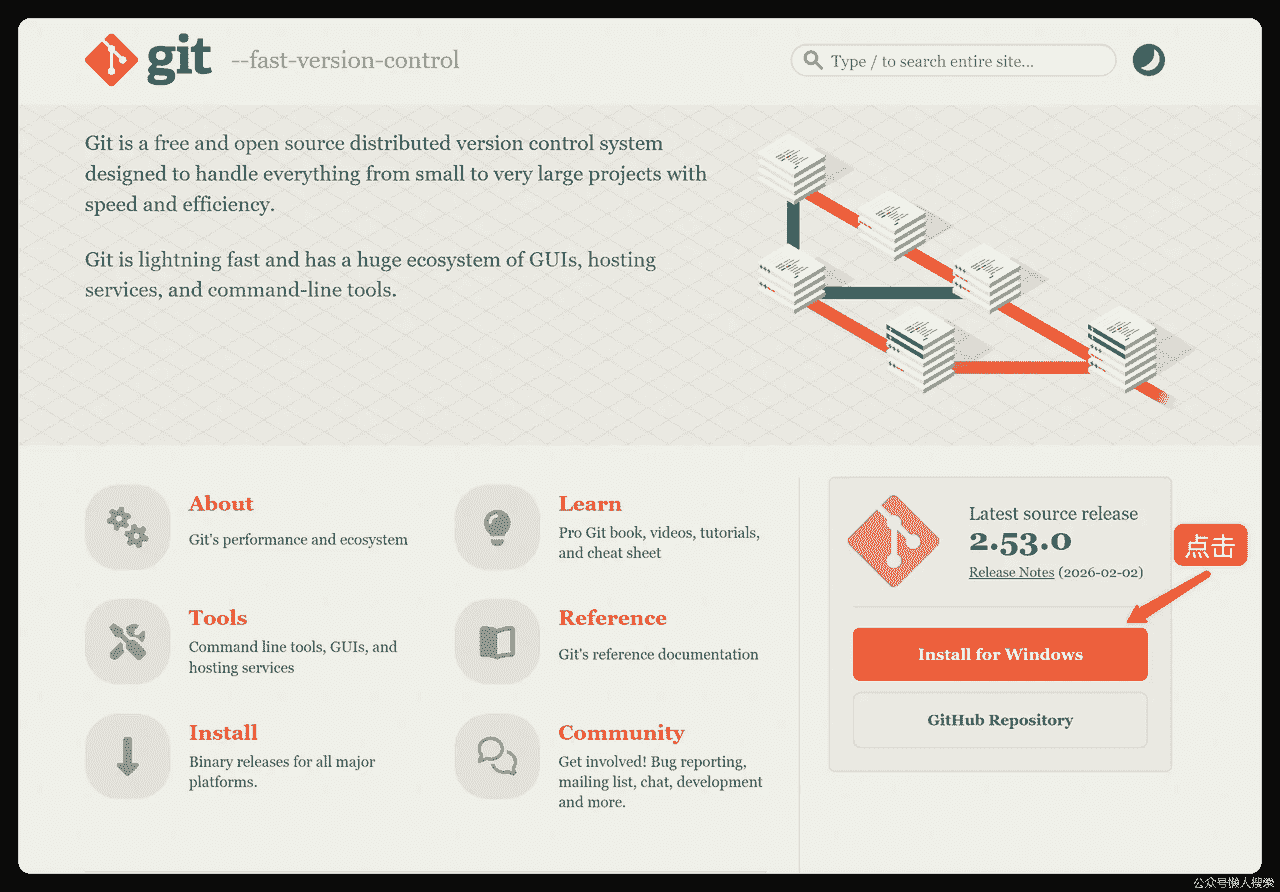 git --fast-version-control
Type / to search entire site...
Git is a free and open source distributed version control system
designed to handle everything from small to very large projects with
speed and efficiency.
Git is lightning fast and has a huge ecosystem of GUIs, hosting
services, and command-line tools.
About
Git's performance and ecosystem
Learn
Pro Git book, videos, tutorials,
and cheat sheet
Tools
Command line tools, GUIs, and
hosting services
Reference
Git's reference documentation
Install
Binary releases for all major
platforms.
Community
Get involved! Bug reporting,
mailing list, chat, development
and more.
Latest source release
2.53.0
Release Notes (2026-02-02)
点击
Install for Windows
GitHub Repository
公众号懒人搜索